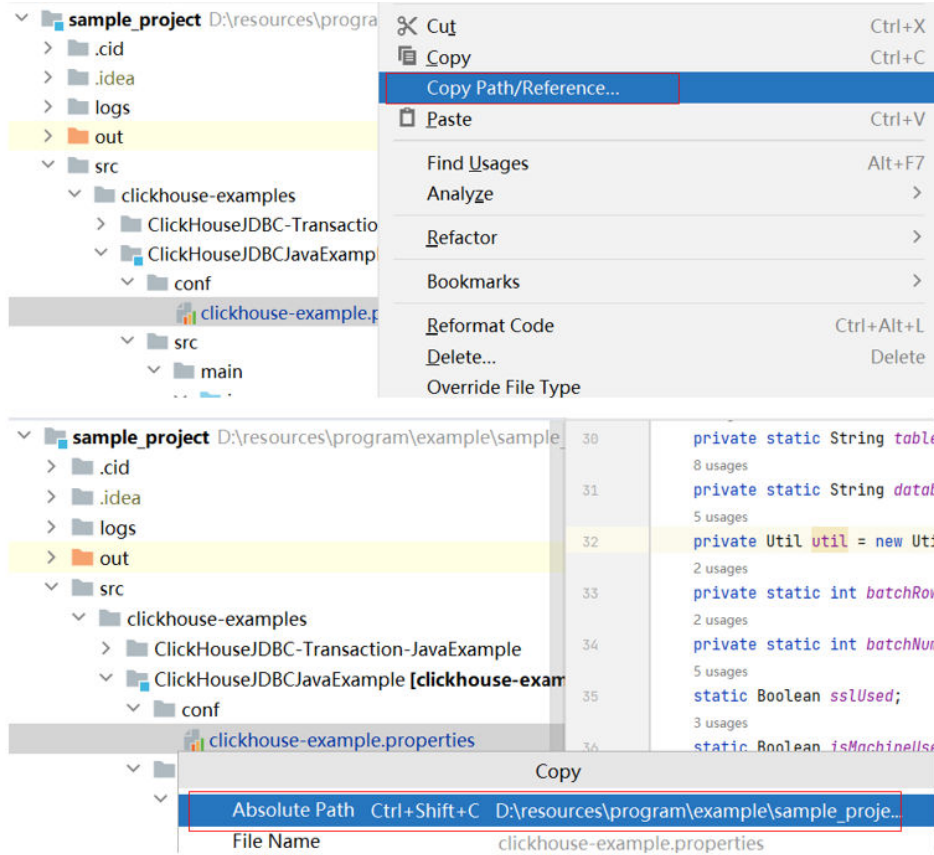 sample_project D:\resources\progra
.cid
.idea
logs
out
src
clickhouse-examples
ClickHouseJDBC-Transactio
ClickHouseJDBCJavaExampl
conf
clickhouse-example.p
src
main
Cut Ctrl+X
Copy Ctrl+C
Copy Path/Reference...
Paste Ctrl+V
Find Usages Alt+F7
Analyze
Refactor
Bookmarks
Reformat Code Ctrl+Alt+L
Delete... Delete
Override File Type
sample_project D:\resources\program\example\sample_
.cid
.idea
logs
out
src
clickhouse-examples
ClickHouseJDBC-Transaction-JavaExample
ClickHouseJDBCJavaExample [clickhouse-exam
conf
clickhouse-example.properties
30 private static String table
8 usages
31 private static String datab
5 usages
32 private Util util = new Uti
2 usages
33 private static int batchRow
2 usages
34 private static int batchNum
5 usages
35 static Boolean sslUsed;
3 usages
36 static Boolean isMachineUse
Copy
Absolute Path Ctrl+Shift+C D:\resources\program\example\sample_proje...
File Name clickhouse-example.properties